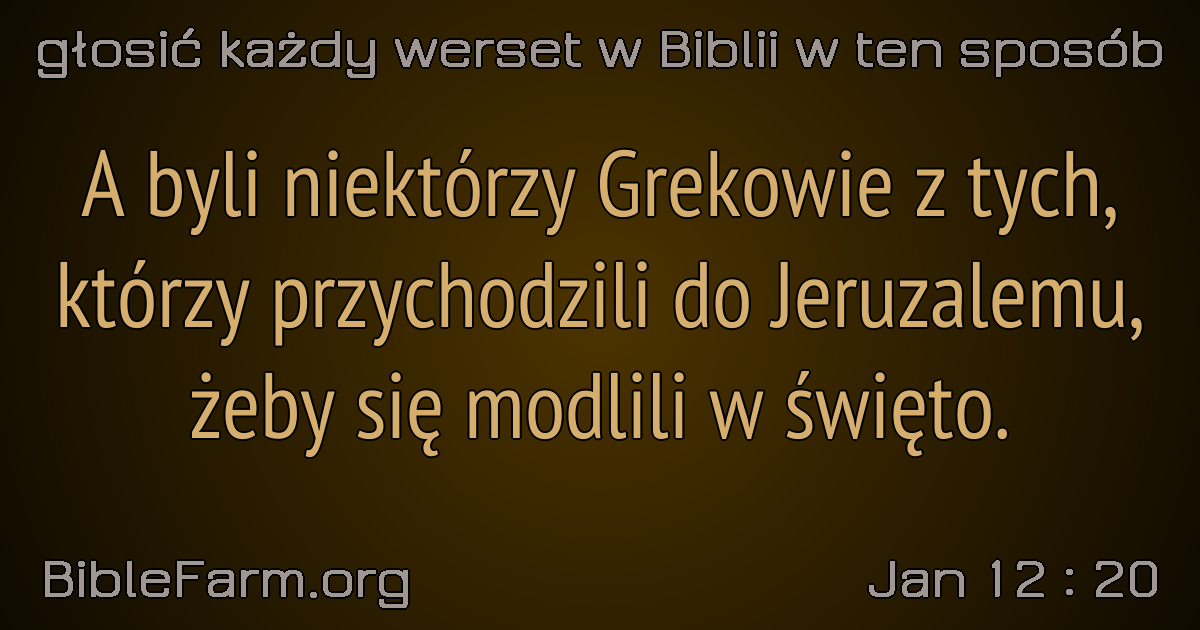 głosić każdy werset w Biblii w ten sposób
A byli niektórzy Grekowie z tych,
którzy przychodzili do Jeruzalemu,
żeby się modlili w święto.
BibleFarm.org
Jan 12 : 20